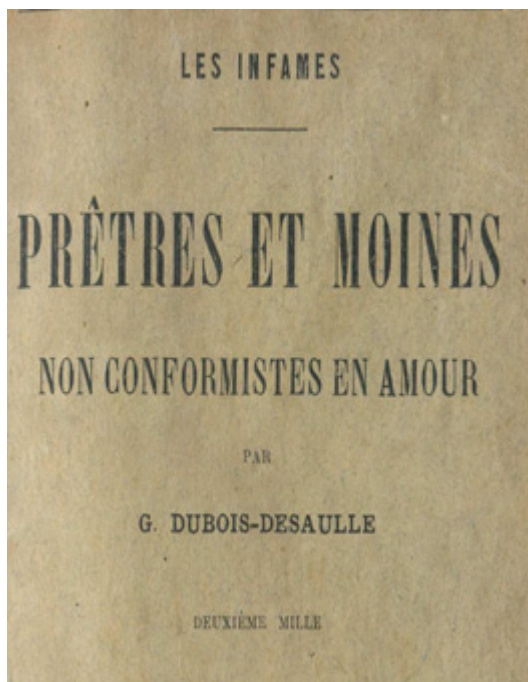 LES INFAMES
PRÊTRES ET MOINES
NON CONFORMISTES EN AMOUR
PAR
G. DUBOIS-DESAULLE
DEUXIÈME MILLE